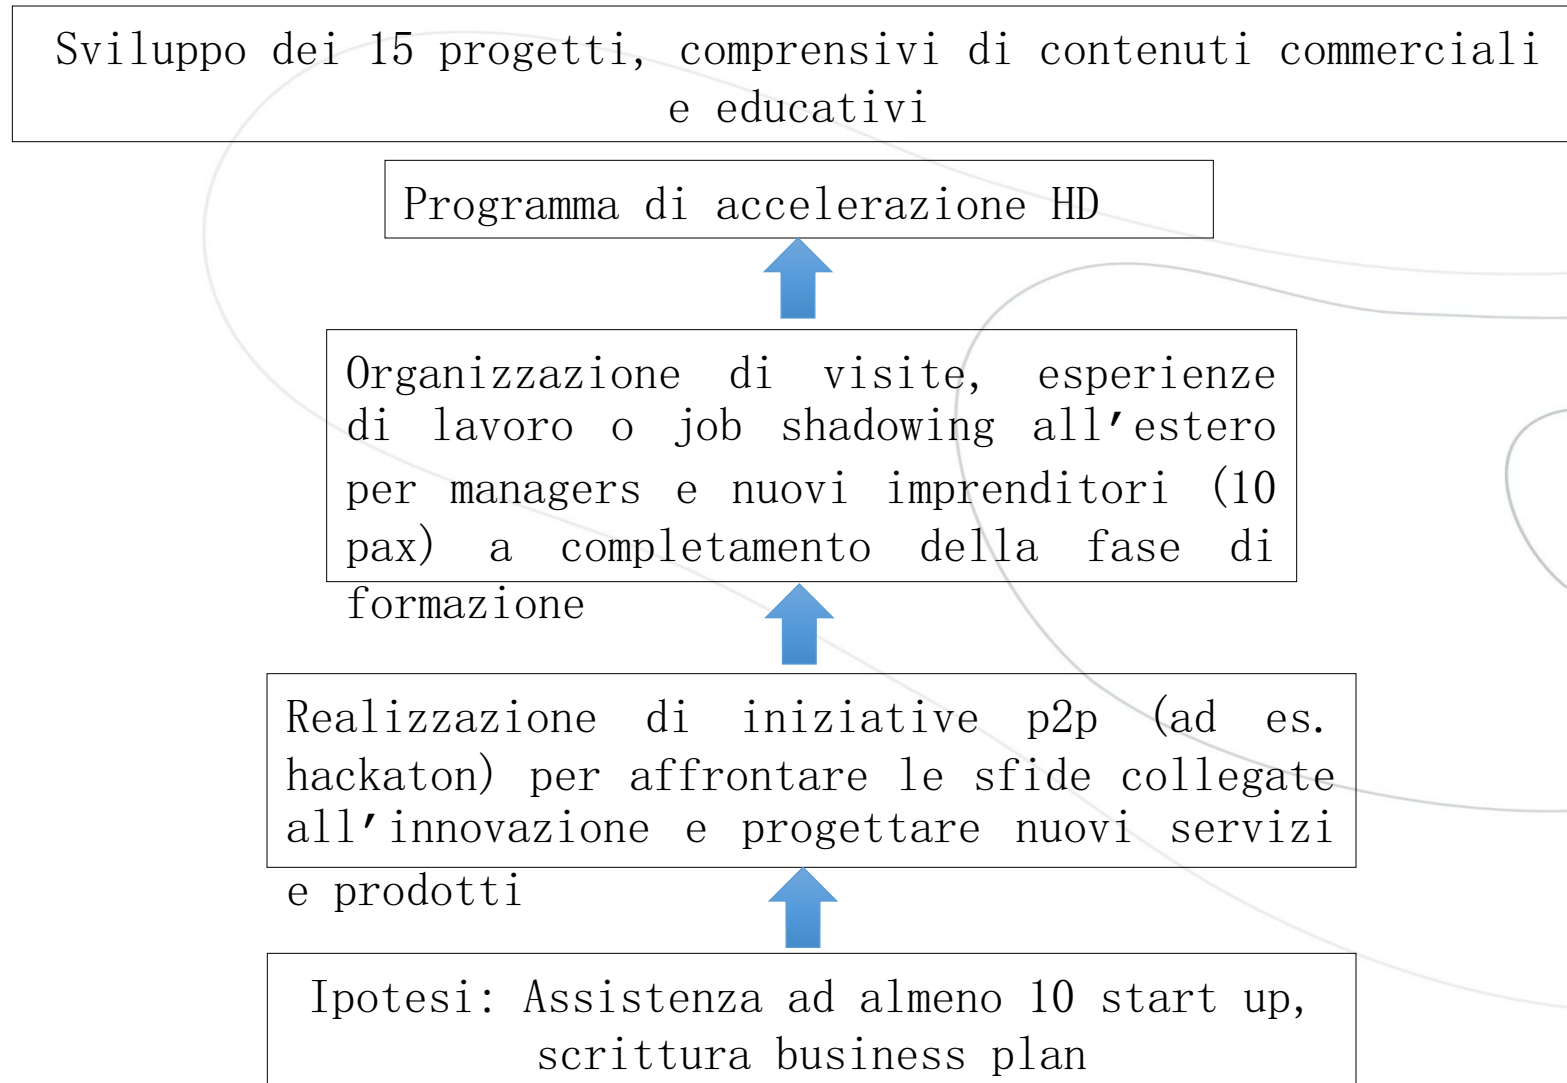 Sviluppo dei 15 progetti, comprensivi di contenuti commerciali
e educativi
Programma di accelerazione HD
Organizzazione di visite, esperienze
di lavoro o job shadowing all’estero
per managers e nuovi imprenditori (10
pax) a completamento della fase di
formazione
Realizzazione di iniziative p2p (ad es.
hackaton) per affrontare le sfide collegate
all’innovazione e progettare nuovi servizi
e prodotti
Ipotesi: Assistenza ad almeno 10 start up,
scrittura business plan